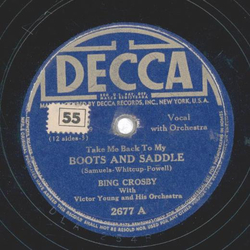 DECCA
BY DECCA RECORDS, INC., NEW YORK, U.S.A.
55
Vocal
with Orchestra
Take Me Back To My
BOOTS AND SADDLE
(Samuels-Whitcup-Powell)
BING CROSBY
With
Victor Young and His Orchestra
2677 A